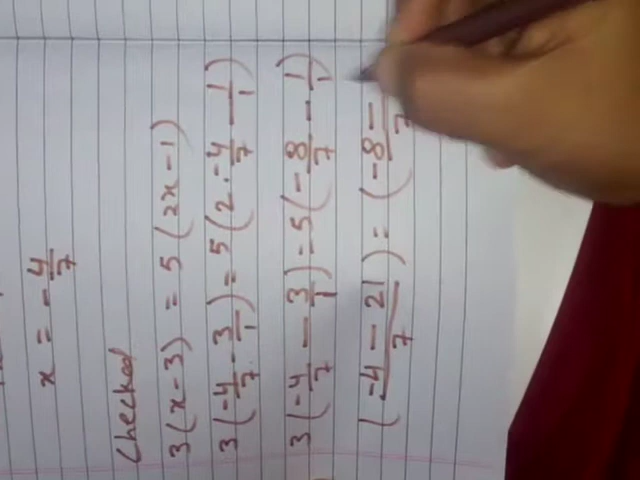 x = -4/7
Checked
3(x-3) = 5(2x-1)
3(-4/7 - 3/1) = 5(2·-4/7 - 1/1)
3(-4/7 - 3/1) = 5(-8/7 - 1/1)
(-4-21/7) = (-8-/7